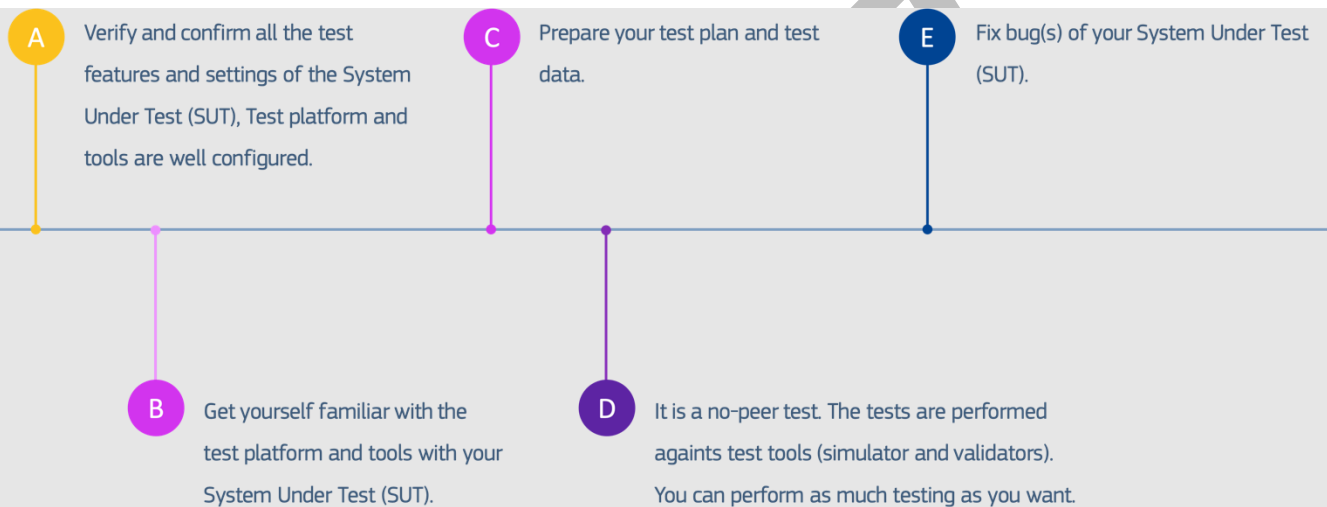 A
Verify and confirm all the test
features and settings of the System
Under Test (SUT), Test platform and
tools are well configured.
B
Get yourself familiar with the
test platform and tools with your
System Under Test (SUT).
C
Prepare your test plan and test
data.
D
It is a no-peer test. The tests are performed
againts test tools (simulator and validators).
You can perform as much testing as you want.
E
Fix bug(s) of your System Under Test
(SUT).